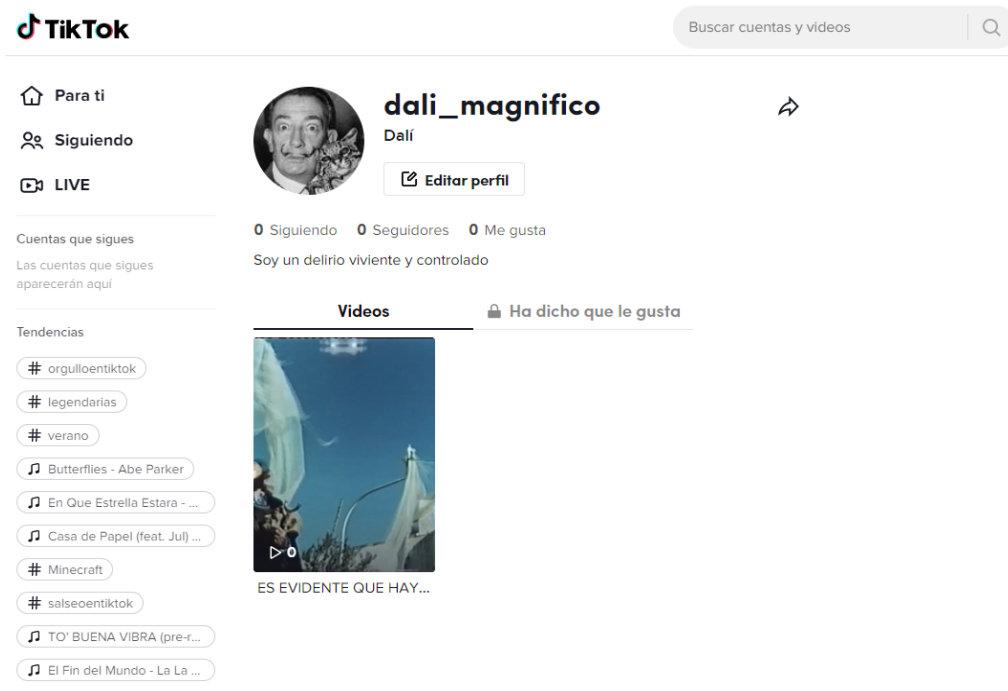 TikTok
Buscar cuentas y videos
Para ti
Siguiendo
LIVE
Cuentas que sigues
Las cuentas que sigues
aparecerán aquí
Tendencias
# orgulloentiktok
# legendarias
# verano
Butterflies - Abe Parker
En Que Estrella Estara - ...
Casa de Papel (feat. Jul) ...
# Minecraft
# salseoentiktok
TO' BUENA VIBRA (pre-r...
El Fin del Mundo - La La ...
dali_magnifico
Dalí
Editar perfil
0 Siguiendo 0 Seguidores 0 Me gusta
Soy un delirio viviente y controlado
Videos Ha dicho que le gusta
0
ES EVIDENTE QUE HAY...